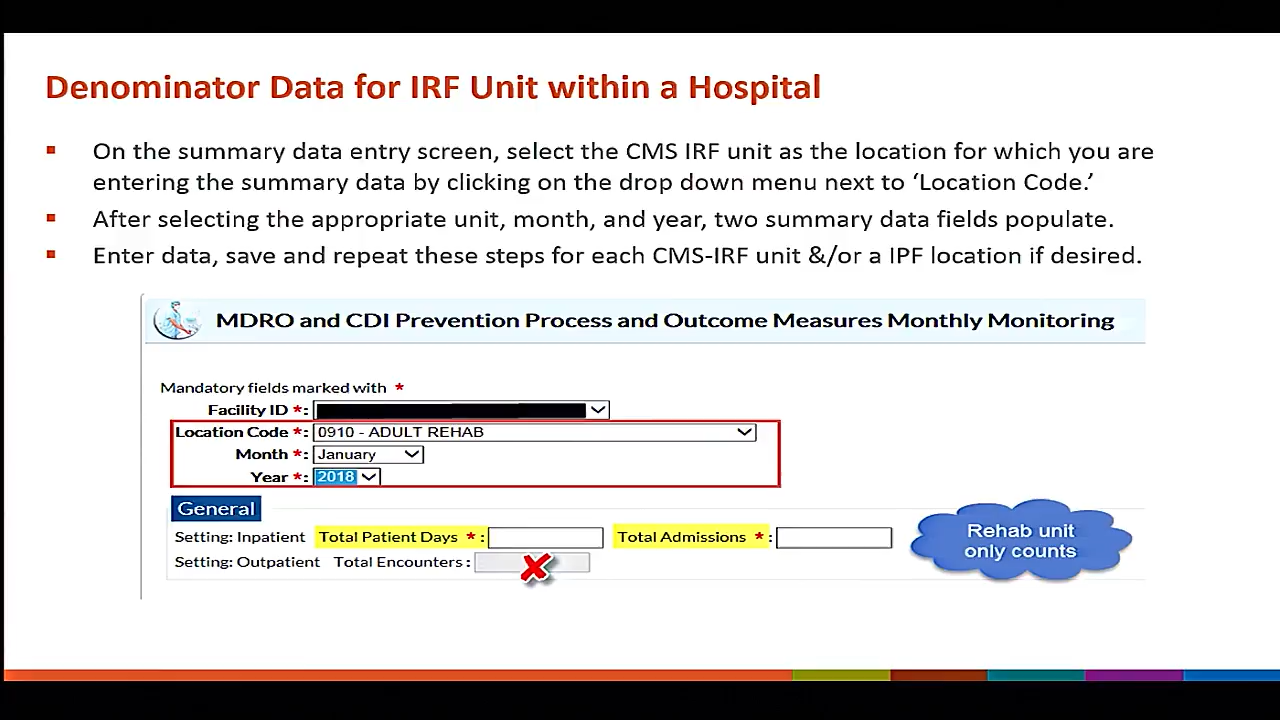 Denominator Data for IRF Unit within a Hospital
On the summary data entry screen, select the CMS IRF unit as the location for which you are
entering the summary data by clicking on the drop down menu next to ‘Location Code.’
After selecting the appropriate unit, month, and year, two summary data fields populate.
Enter data, save and repeat these steps for each CMS-IRF unit &/or a IPF location if desired.
MDRO and CDI Prevention Process and Outcome Measures Monthly Monitoring
Mandatory fields marked with *
Facility ID *:
Location Code *: 0910 - ADULT REHAB
Month *: January
Year *: 2018
General
Setting: Inpatient Total Patient Days *: Total Admissions *:
Setting: Outpatient Total Encounters :
Rehab unit
only counts